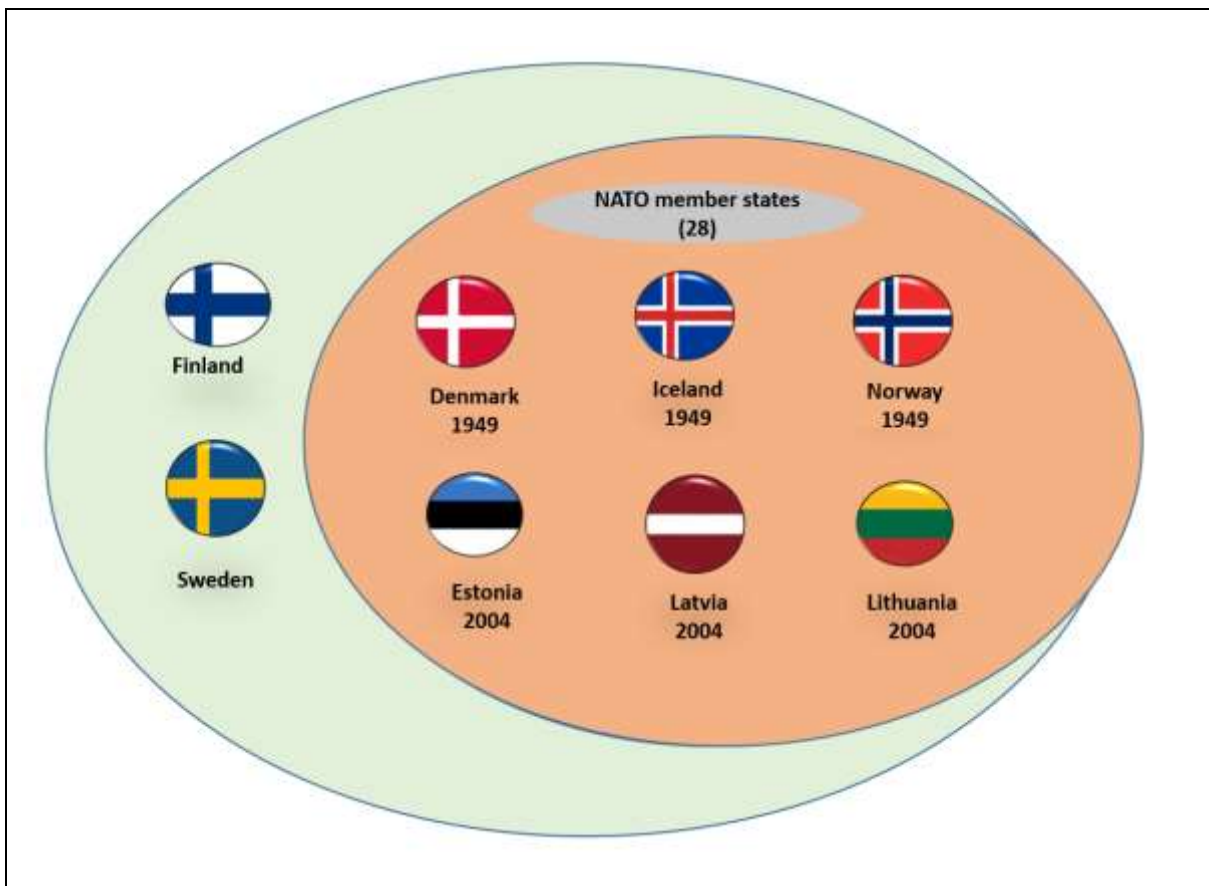 NATO member states
(28)
Finland
Denmark
1949
Iceland
1949
Norway
1949
Sweden
Estonia
2004
Latvia
2004
Lithuania
2004